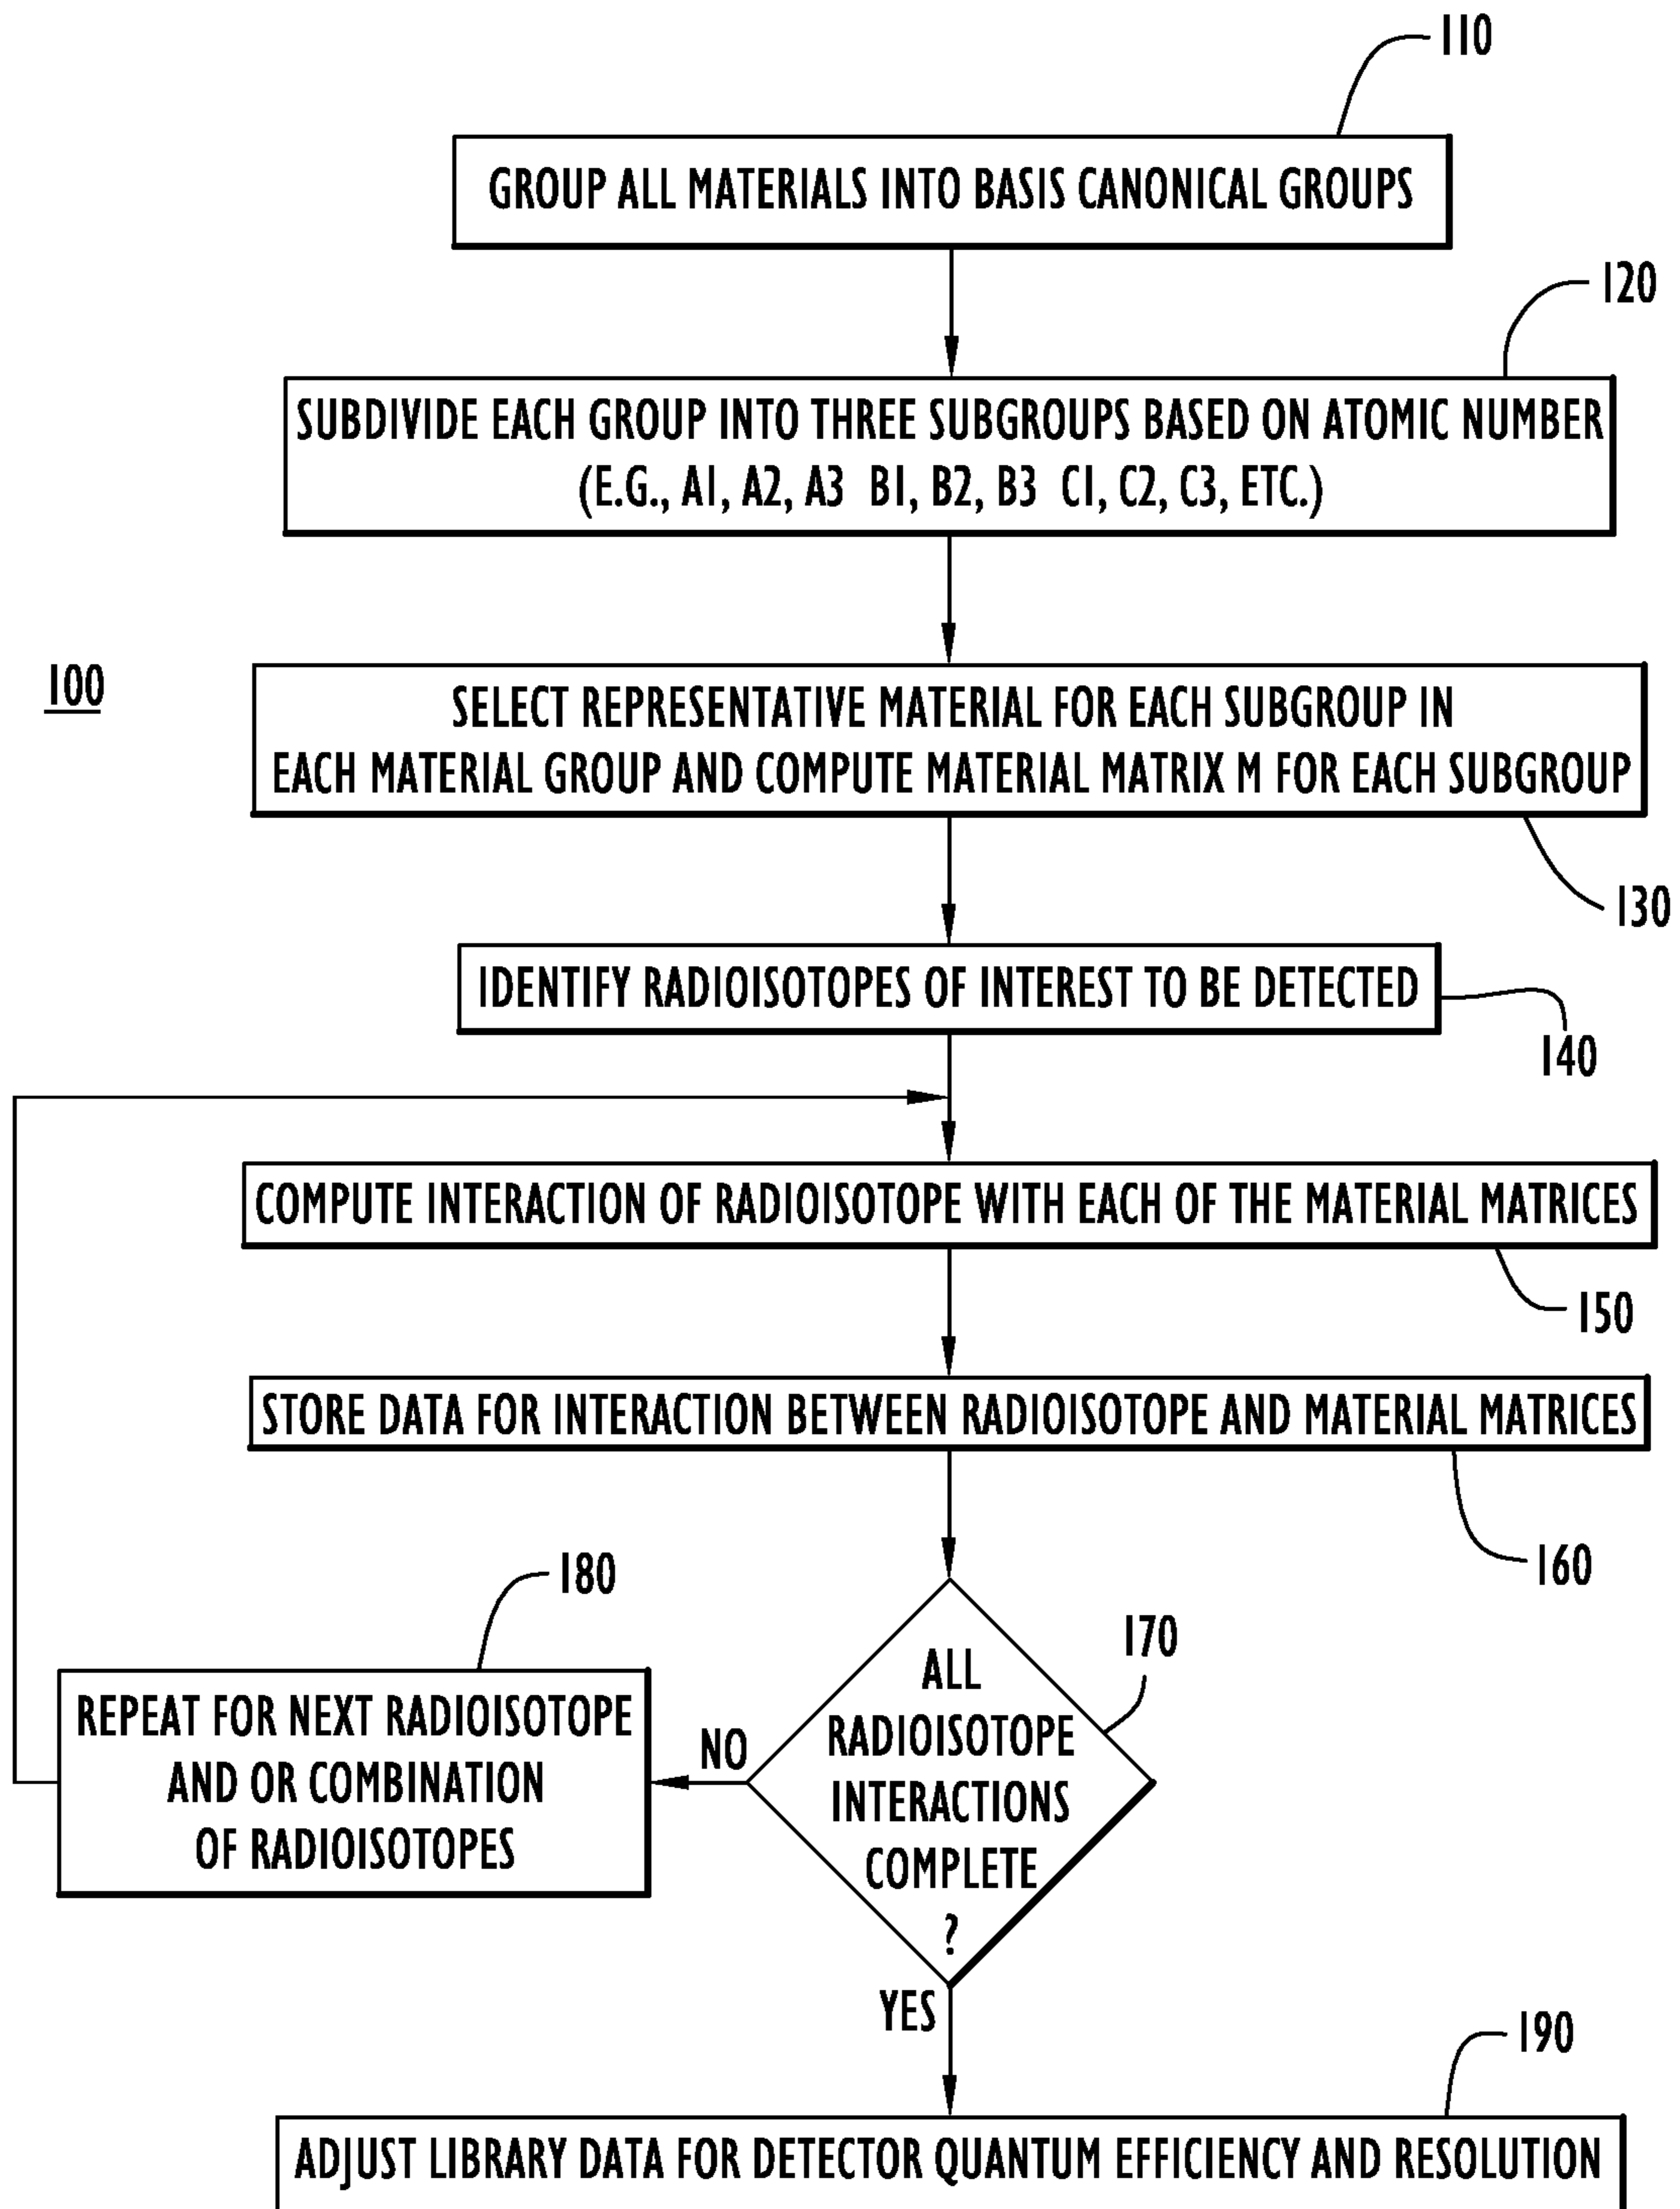 110
GROUP ALL MATERIALS INTO BASIS CANONICAL GROUPS
120
SUBDIVIDE EACH GROUP INTO THREE SUBGROUPS BASED ON ATOMIC NUMBER
(E.G., A1, A2, A3 B1, B2, B3 C1, C2, C3, ETC.)
100
SELECT REPRESENTATIVE MATERIAL FOR EACH SUBGROUP IN
EACH MATERIAL GROUP AND COMPUTE MATERIAL MATRIX M FOR EACH SUBGROUP
130
IDENTIFY RADIOISOTOPES OF INTEREST TO BE DETECTED
140
COMPUTE INTERACTION OF RADIOISOTOPE WITH EACH OF THE MATERIAL MATRICES
150
STORE DATA FOR INTERACTION BETWEEN RADIOISOTOPE AND MATERIAL MATRICES
160
180
REPEAT FOR NEXT RADIOISOTOPE
AND OR COMBINATION
OF RADIOISOTOPES
NO
170
ALL
RADIOISOTOPE
INTERACTIONS
COMPLETE
?
YES
190
ADJUST LIBRARY DATA FOR DETECTOR QUANTUM EFFICIENCY AND RESOLUTION